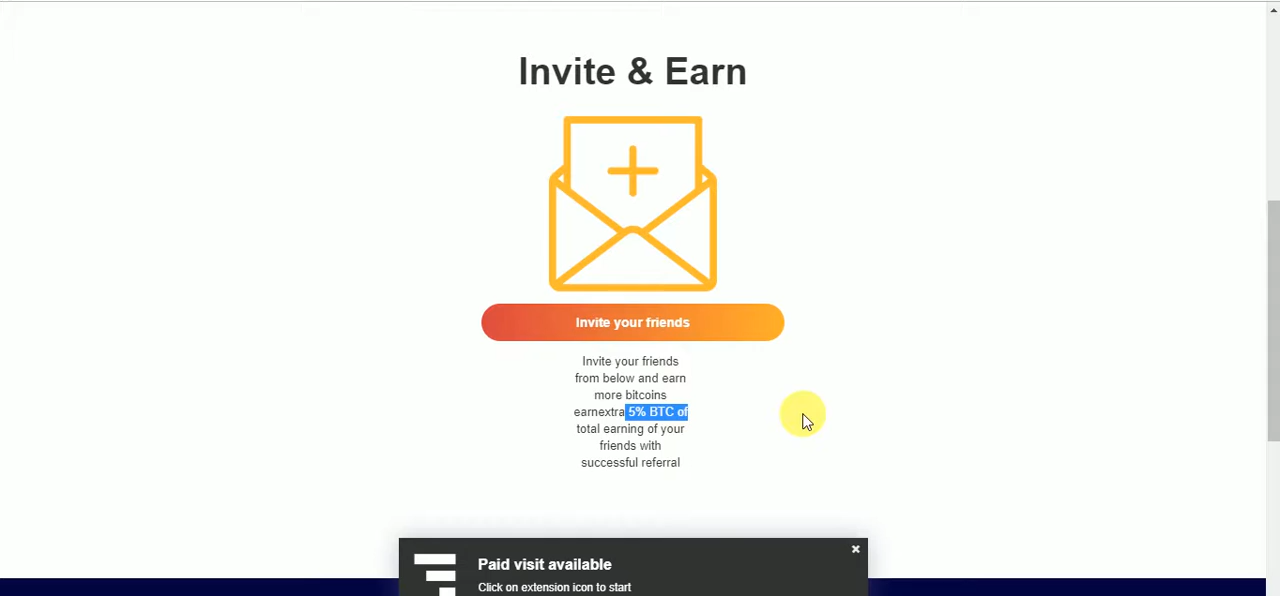 Invite & Earn
Invite your friends
Invite your friends
from below and earn
more bitcoins
earnextra 5% BTC of
total earning of your
friends with
successful referral
Paid visit available
Click on extension icon to start